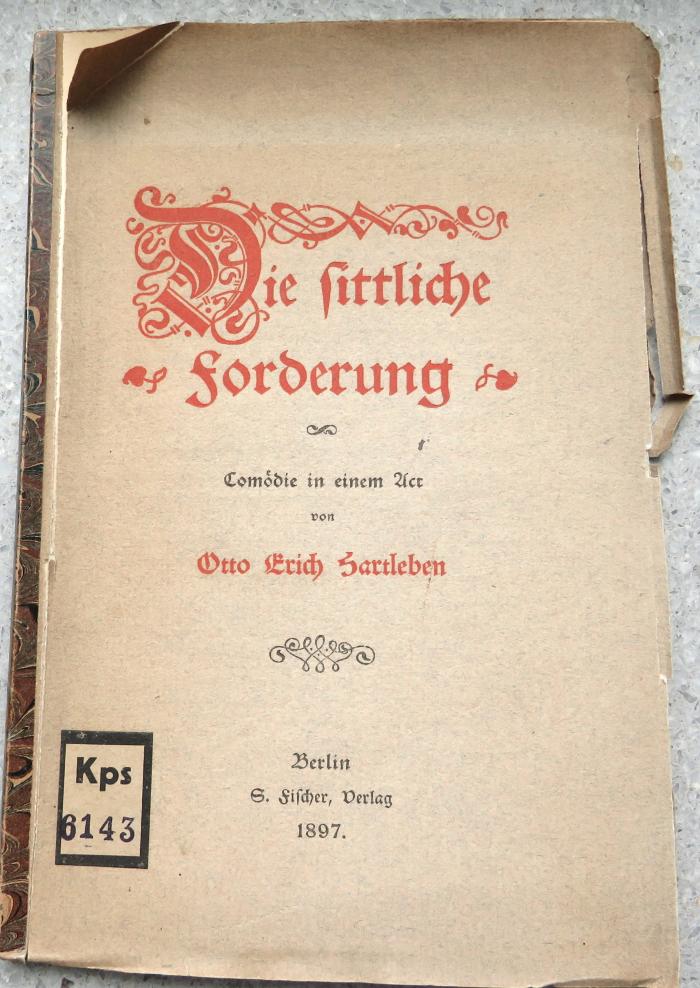 Die sittliche
Forderung
Comödie in einem Act
von
Otto Erich Hartleben
Berlin
S. Fischer, Verlag
1897.
Kps
6143